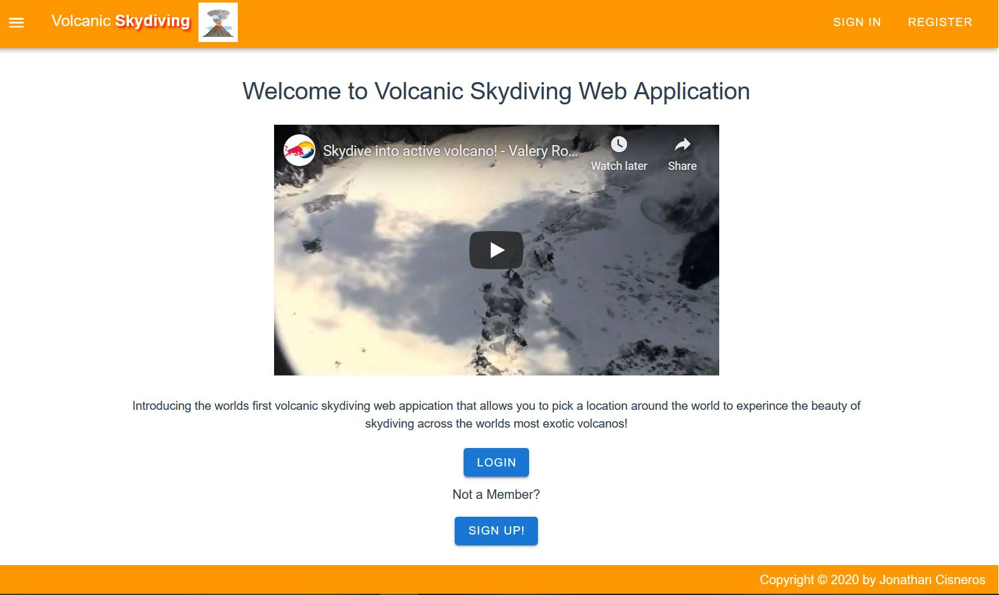 Volcanic Skydiving
SIGN IN
REGISTER
Welcome to Volcanic Skydiving Web Application
Skydive into active volcano! - Valery Ro...
Watch later
Share
Introducing the worlds first volcanic skydiving web appication that allows you to pick a location around the world to experince the beauty of
skydiving across the worlds most exotic volcanos!
LOGIN
Not a Member?
SIGN UP!
Copyright © 2020 by Jonathan Cisneros